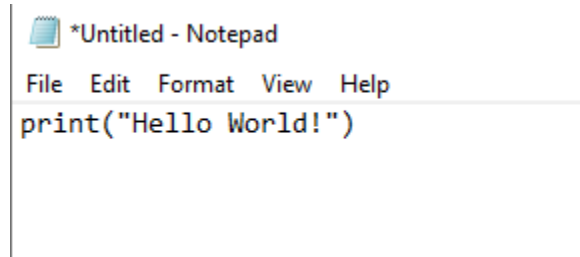 *Untitled - Notepad
File Edit Format View Help
print("Hello World!")